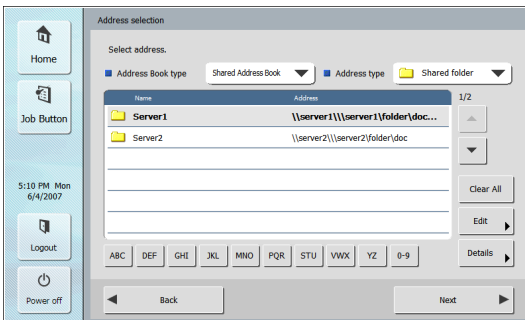 Address selection
Home
Select address.
Address Book type
Shared Address Book
Address type
Shared folder
Job Button
Name
Address
1/2
Server1
\\server1\\\server1\folder\doc...
Server2
\\server2\\\server2\folder\doc
5:10 PM Mon
6/4/2007
Clear All
Edit
Logout
ABC
DEF
GHI
JKL
MNO
PQR
STU
VWX
YZ
0-9
Details
Power off
Back
Next